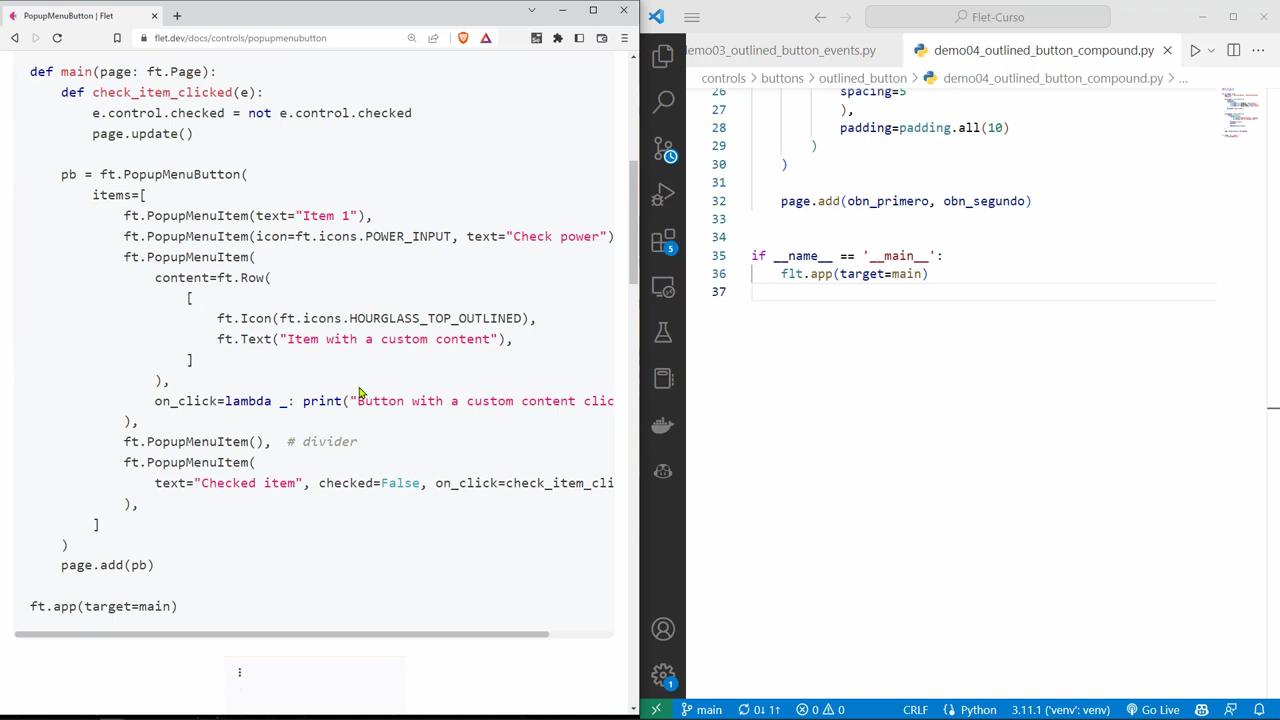 PopupMenuButton | Flet
flet.dev/docs/controls/popupmenubutton
def main(page: ft.Page):
def check_item_clicked(e):
e.control.checked = not e.control.checked
page.update()
pb = ft.PopupMenuButton(
items=[
ft.PopupMenuItem(text="Item 1"),
ft.PopupMenuItem(icon=ft.icons.POWER_INPUT, text="Check power")
ft.PopupMenuItem(
content=ft.Row(
[
ft.Icon(ft.icons.HOURGLASS_TOP_OUTLINED),
ft.Text("Item with a custom content"),
]
),
on_click=lambda _: print("Button with a custom content clic
),
ft.PopupMenuItem(), # divider
ft.PopupMenuItem(
text="Checked item", checked=False, on_click=check_item_cli
),
]
)
page.add(pb)
ft.app(target=main)
Flet-Curso
demo03_outlined_button_events.py
demo04_outlined_button_compound.py
controls > buttons > outlined_button > demo04_outlined_button_compound.py > ...
26 spacing=5
27 ),
28 padding=padding.all(10)
29 )
30 )
31
32 page.add(obn_primero, obn_segundo)
33
34
35 if __name__ == '__main__':
36 flt.app(target=main)
37
5
1
main 0↓ 1↑ 0 0 CRLF Python 3.11.1 ('venv': venv) Go Live